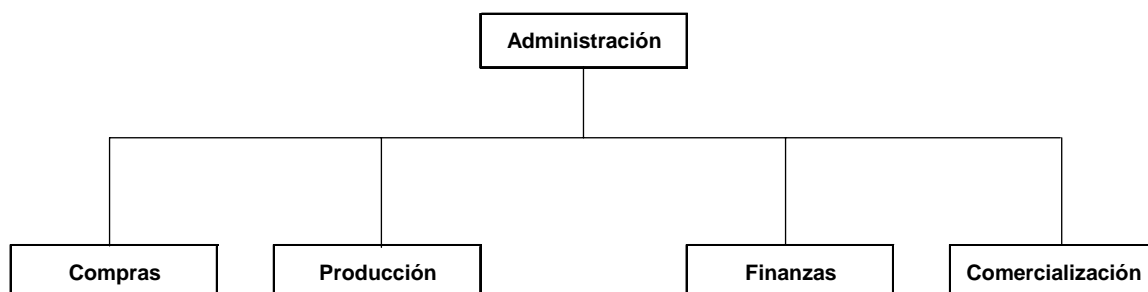 Administración
Compras
Producción
Finanzas
Comercialización